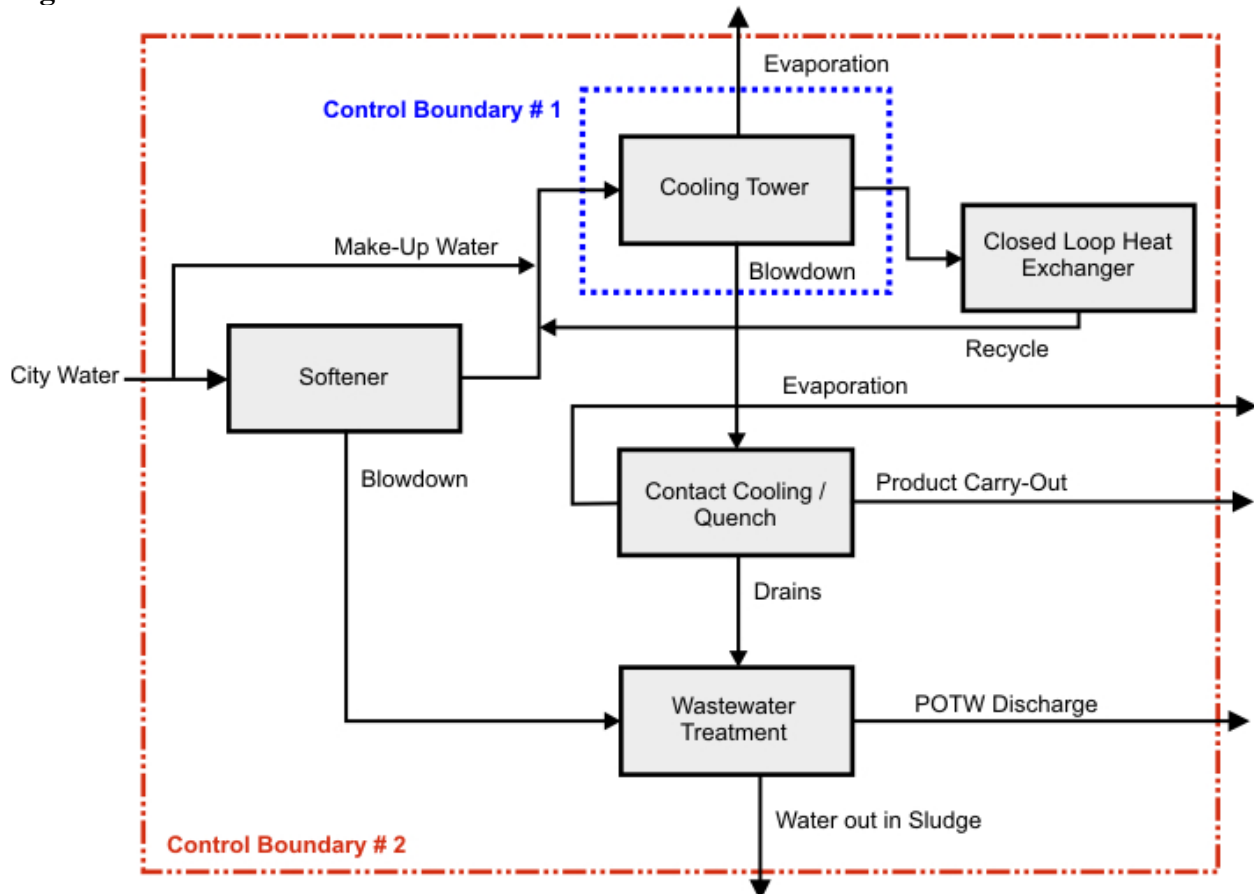 Evaporation
Control Boundary # 1
Cooling Tower
Make-Up Water
Blowdown
Closed Loop Heat
Exchanger
City Water
Softener
Recycle
Evaporation
Blowdown
Contact Cooling /
Quench
Product Carry-Out
Drains
Wastewater
Treatment
POTW Discharge
Water out in Sludge
Control Boundary # 2